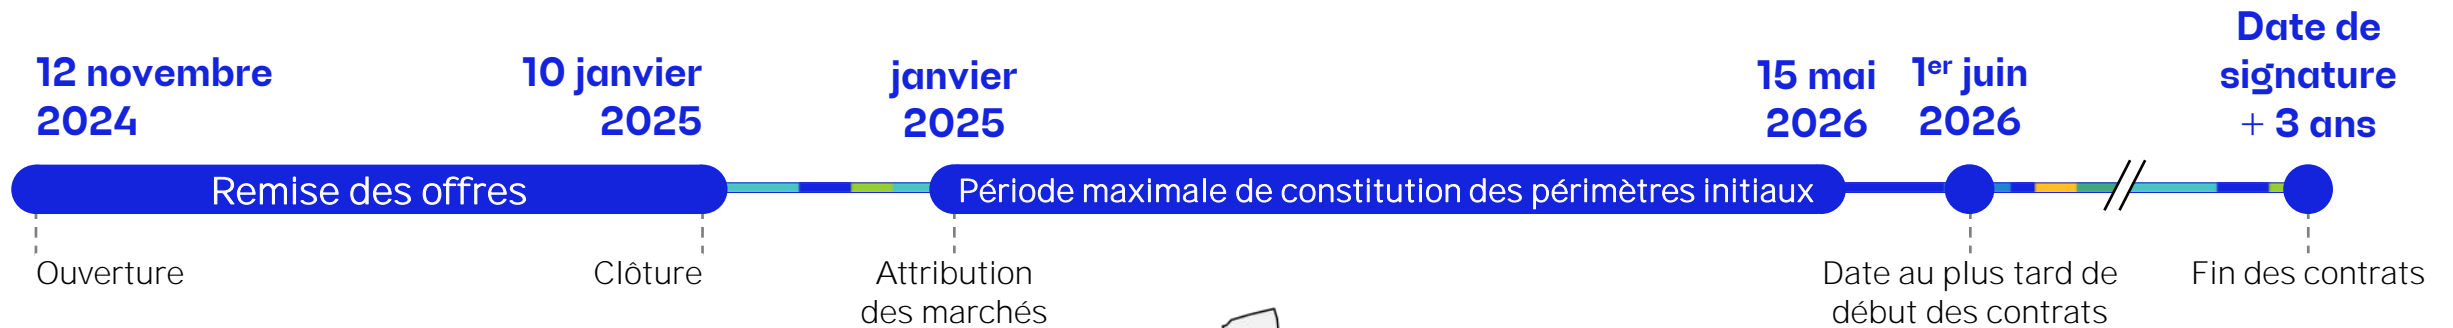 12 novembre
2024
10 janvier
2025
janvier
2025
15 mai
2026
1er juin
2026
Date de
signature
+ 3 ans
Remise des offres
Période maximale de constitution des périmètres initiaux
Ouverture
Clôture
Attribution
des marchés
Date au plus tard de
début des contrats
Fin des contrats